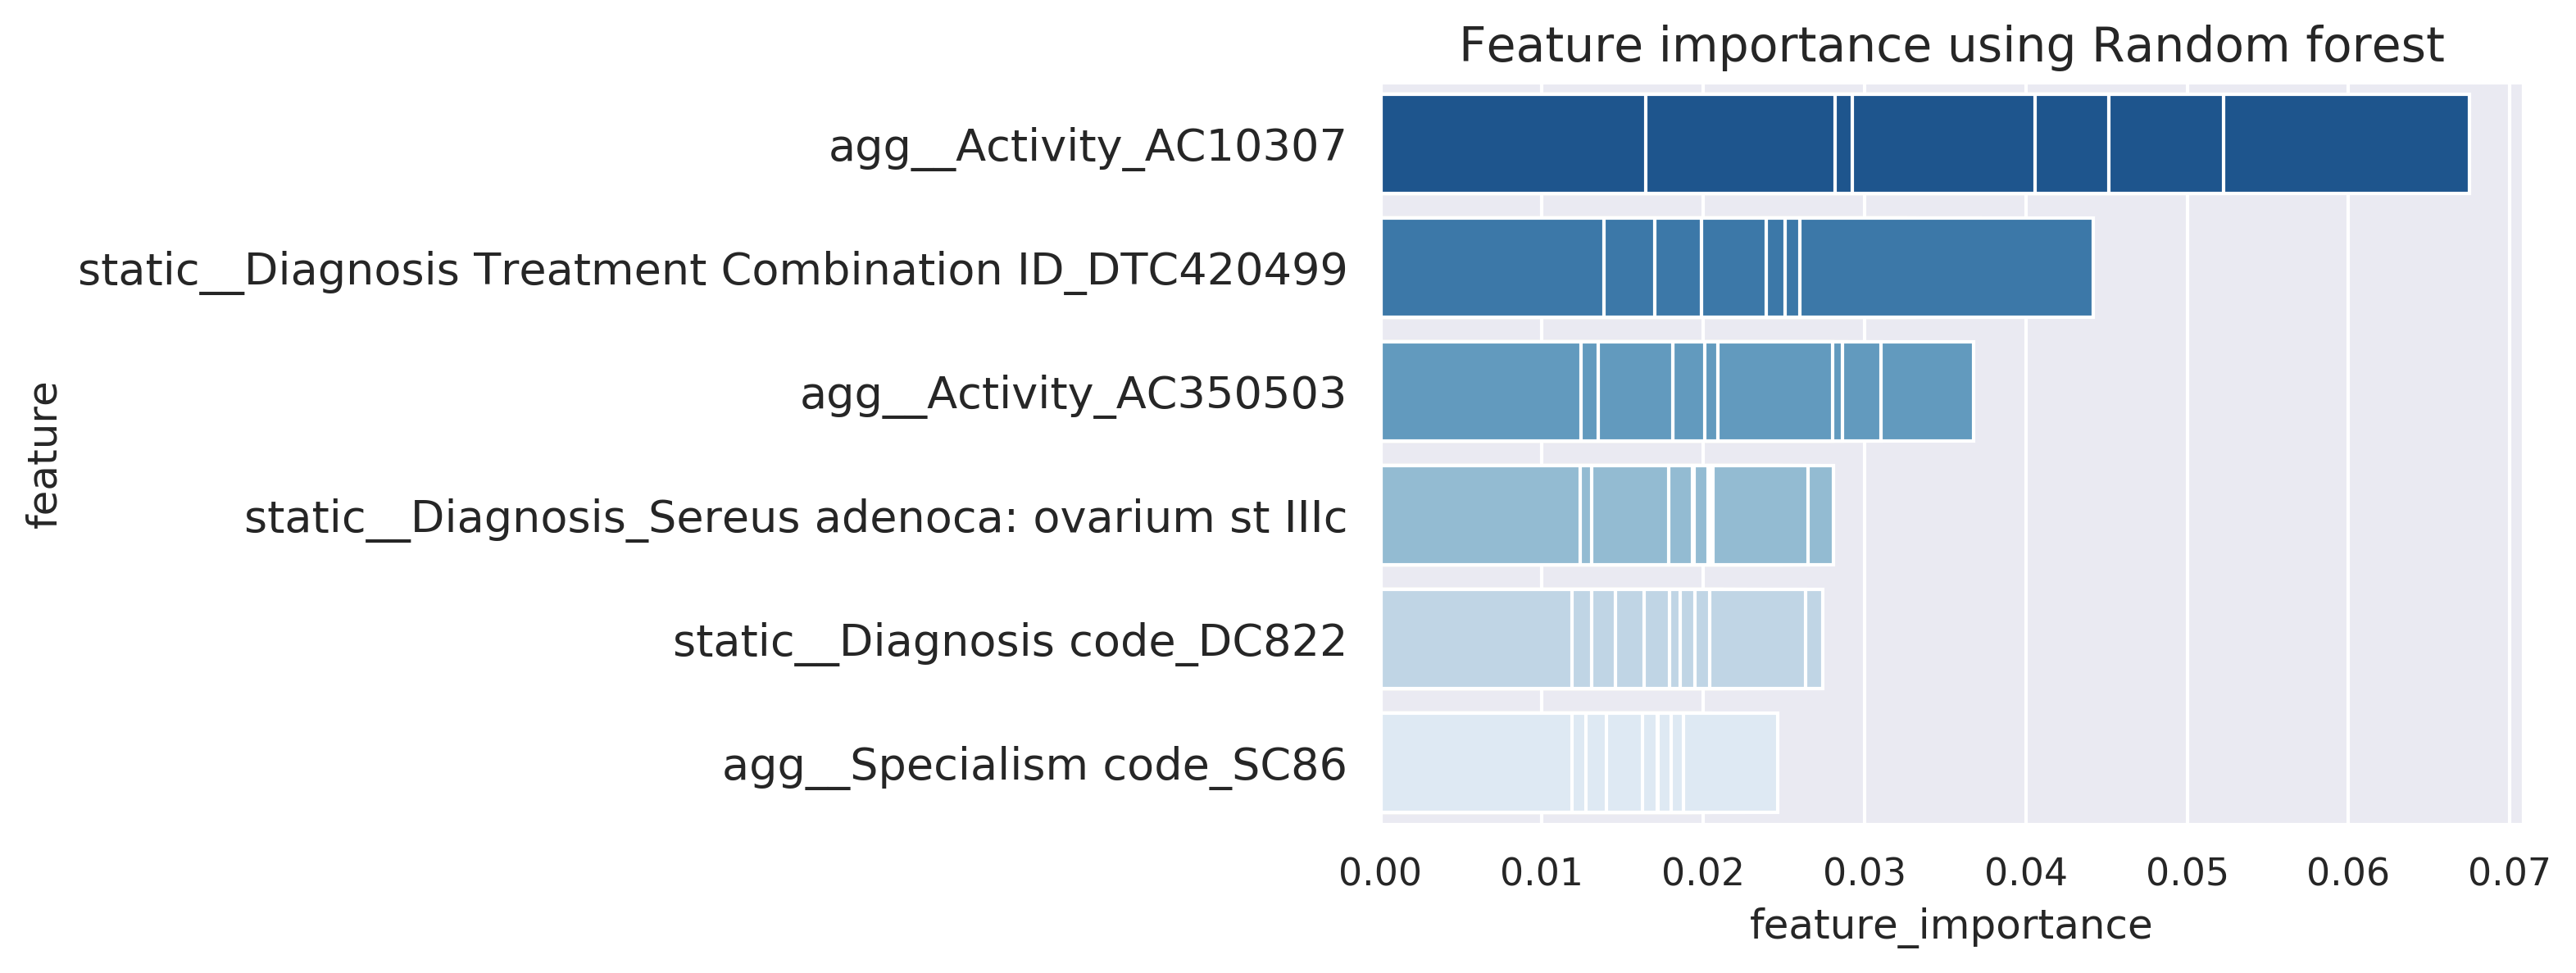 Feature importance using Random forest
feature
agg__Activity_AC10307
static__Diagnosis Treatment Combination ID_DTC420499
agg__Activity_AC350503
static__Diagnosis_Sereus adenoca: ovarium st IIIc
static__Diagnosis code_DC822
agg__Specialism code_SC86
0.00 0.01 0.02 0.03 0.04 0.05 0.06 0.07
feature_importance